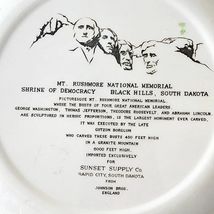 MT. RUSHMORE NATIONAL MEMORIAL
SHRINE OF DEMOCRACY BLACK HILLS, SOUTH DAKOTA
PICTURESQUE MT. RUSHMORE NATIONAL MEMORIAL
WHERE THE BUSTS OF FOUR GREAT AMERICAN LEADERS
GEORGE WASHINGTON, THOMAS JEFFERSON, THEODORE ROOSEVELT, AND ABRAHAM LINCOLN
ARE SCULPTURED IN HEROIC PROPORTIONS, IS THE LARGEST MONUMENT EVER CARVED.
IT WAS EXECUTED BY THE LATE
GUTZON BORGLUM
WHO CARVED THESE BUSTS 450 FEET HIGH
IN A GRANITE MOUNTAIN
6000 FEET HIGH.
IMPORTED EXCLUSIVELY FOR
SUNSET SUPPLY Co.
RAPID CITY, SOUTH DAKOTA
FROM
JOHNSON BROS.
ENGLAND